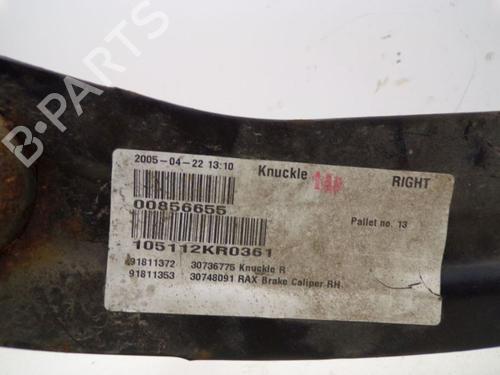 2005-04-22 13:10 Knuckle RIGHT
00856655
Pallet no. 13
105112KR0361
91811372 30736775 Knuckle R
91811353 30748091 RAX Brake Caliper RH
B-PARTS